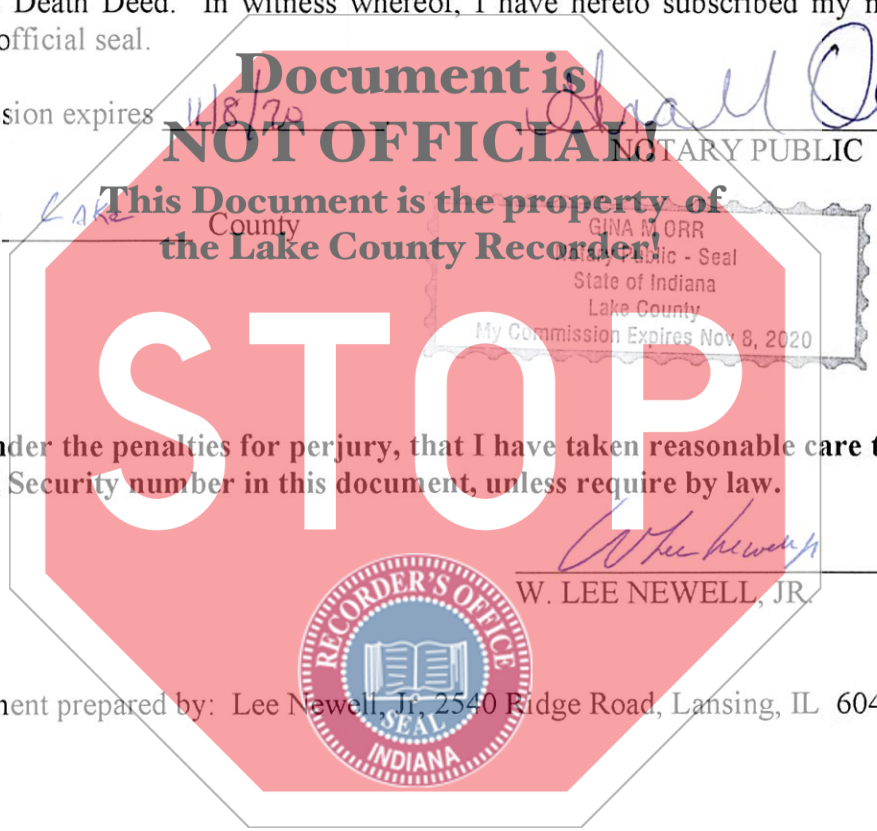 Death Deed. In witness whereof, I have hereto subscribed my
official seal.
Document is
sion expires 11/8/20
NOT OFFICIAL!
NOTARY PUBLIC
This Document is the property of
Lake County
the Lake County Recorder!
GINA M ORR
Notary Public - Seal
State of Indiana
Lake County
My Commission Expires Nov 8, 2020
STOP
nder the penalties for perjury, that I have taken reasonable care t
Security number in this document, unless require by law.
W. LEE NEWELL, JR.
RECORDER'S OFFICE
SEAL
INDIANA
nent prepared by: Lee Newell, Jr, 2540 Ridge Road, Lansing, IL 604